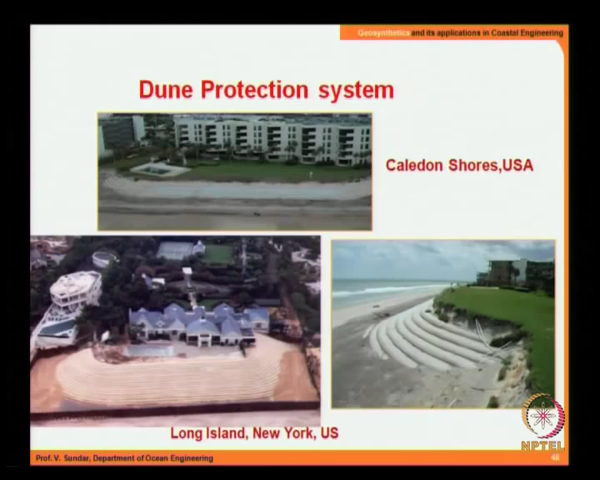 Geosynthetics and its applications in Coastal Engineering
Dune Protection system
Caledon Shores,USA
Long Island, New York, US
NPTEL
Prof. V. Sundar, Department of Ocean Engineering
48